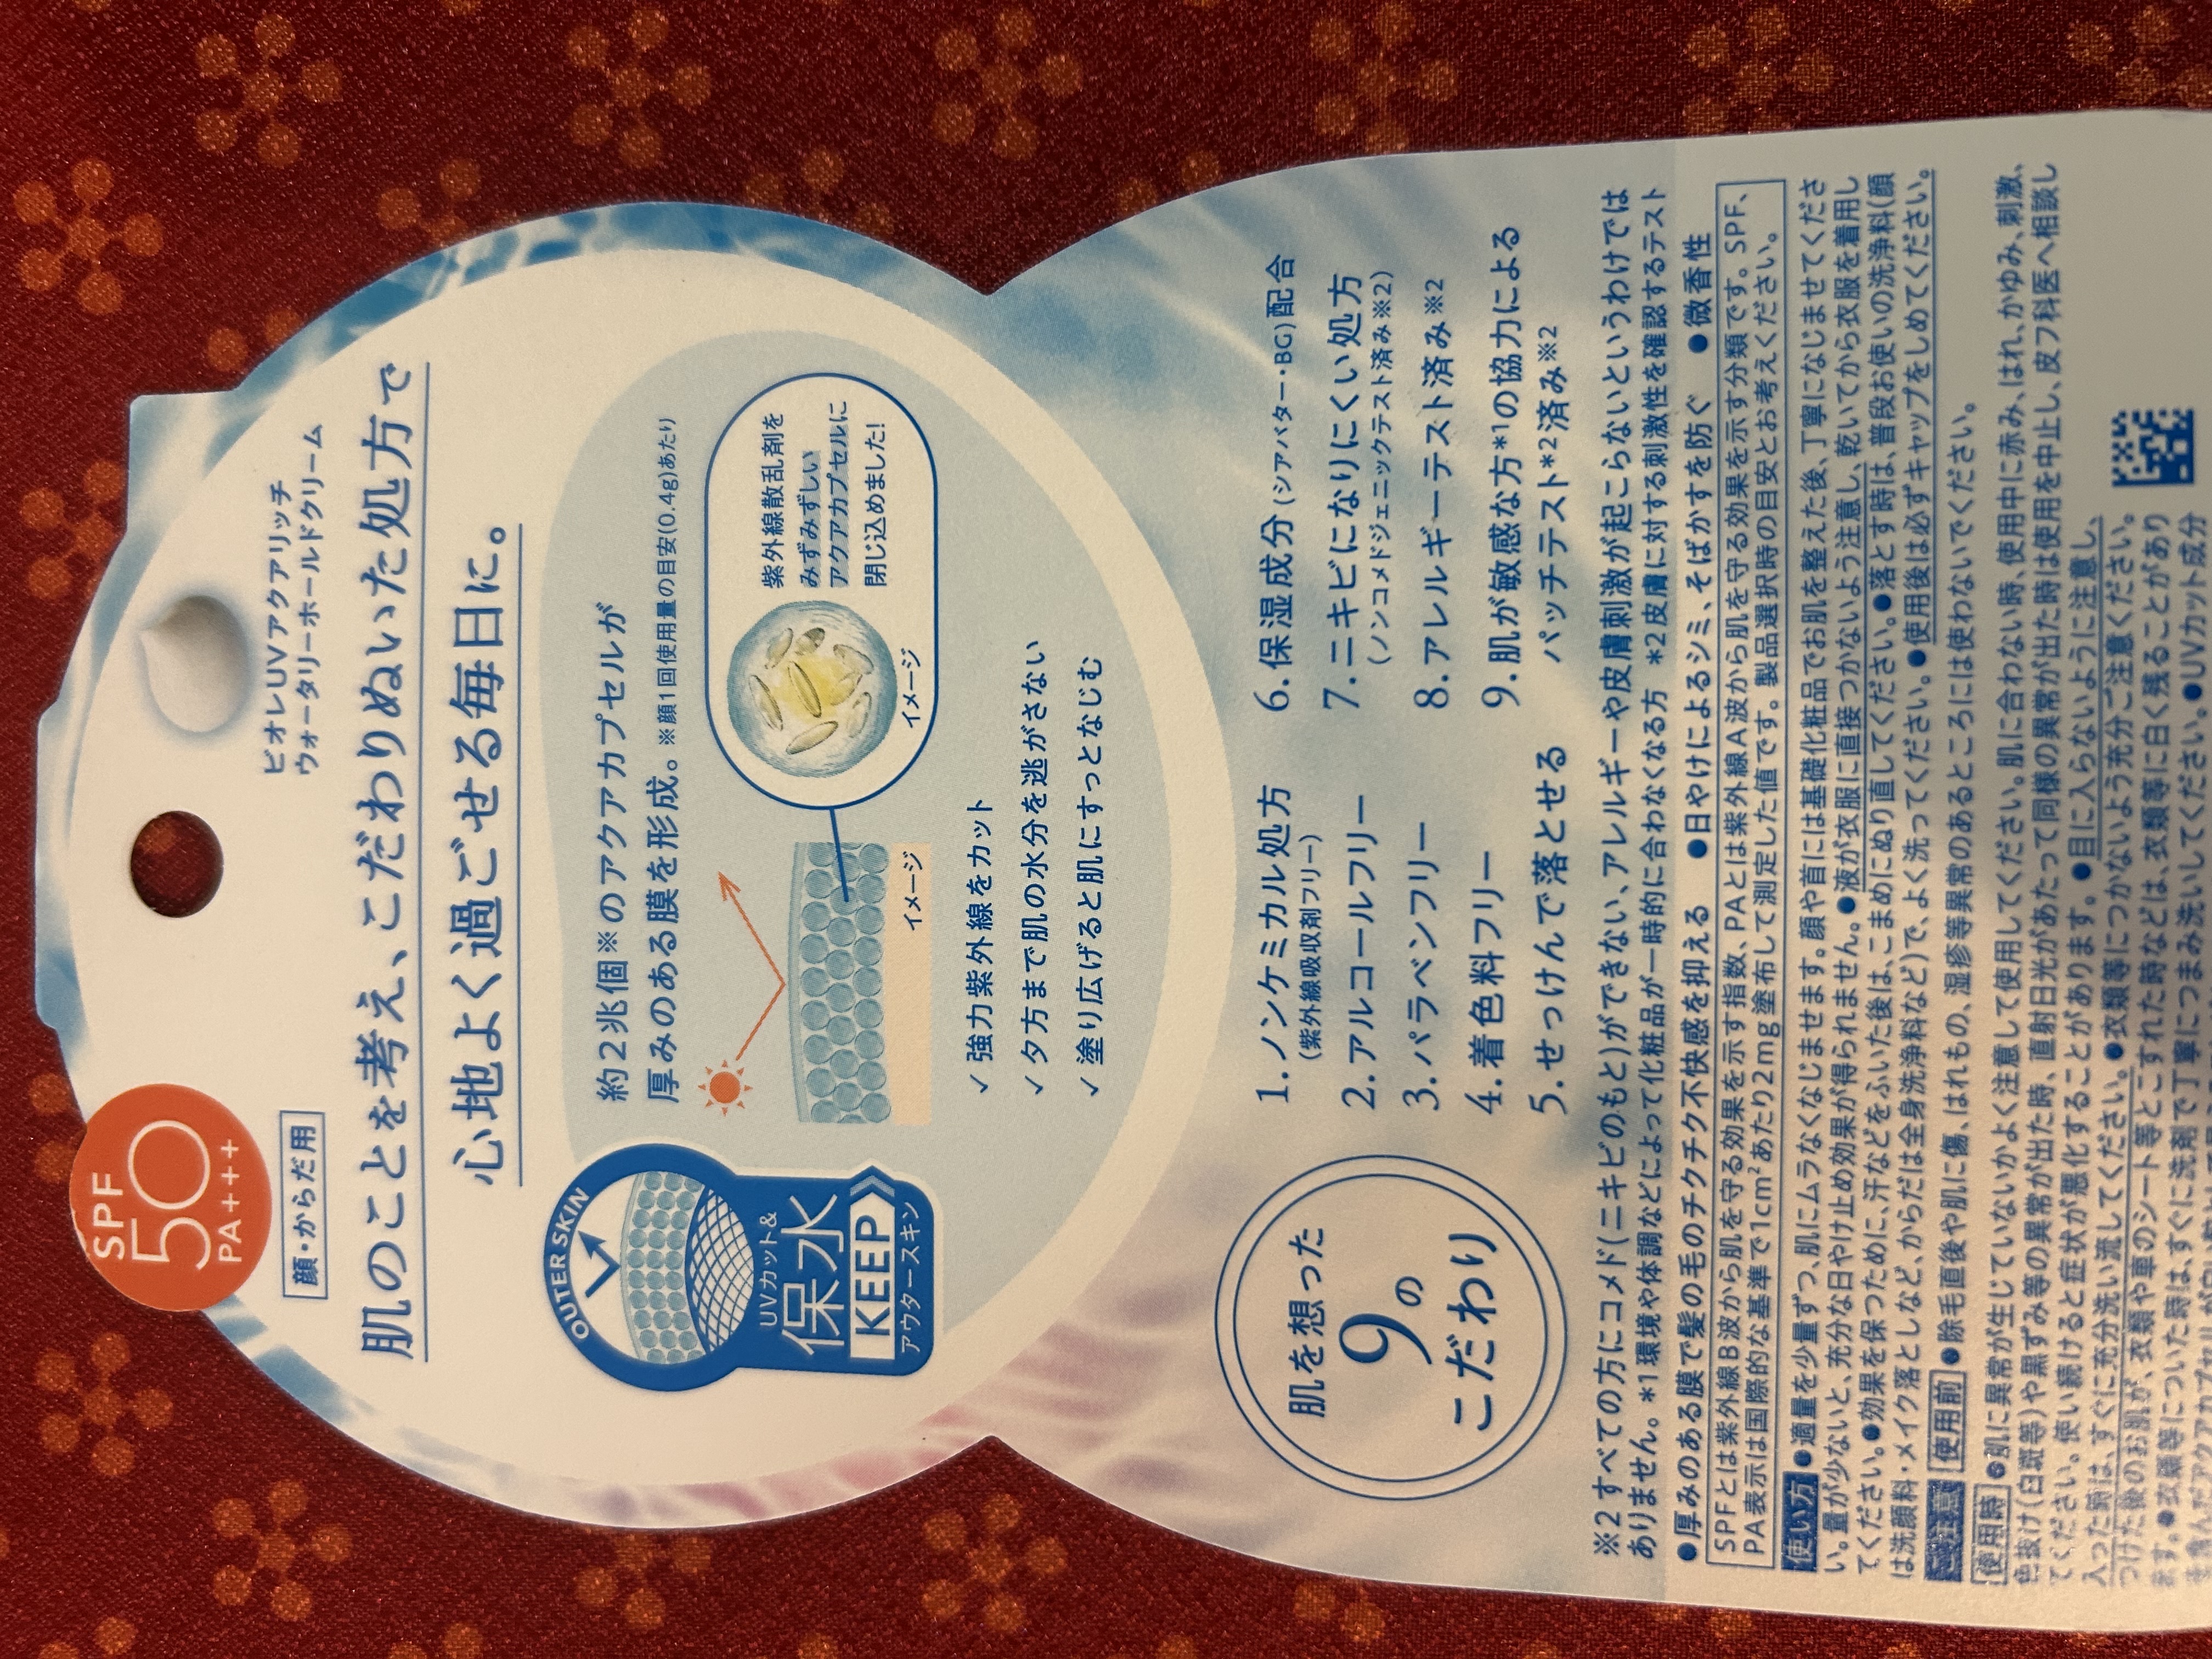 SPF
50
PA+++
顔・からだ用
ビオレUVアクアリッチ
ウォータリーホールドクリーム
肌のことを考え、こだわりぬいた処方で
心地よく過ごせる毎日に。
OUTER SKIN
UVカット&
保水
KEEP
アウタースキン
約2兆個※のアクアカプセルが
厚みのある膜を形成。※顔1回使用量の目安(0.4g)あたり
紫外線散乱剤を
みずみずしい
アクアカプセルに
閉じ込めました!
イメージ
イメージ
✓強力紫外線をカット
✓夕方まで肌の水分を逃がさない
✓塗り広げると肌にすっとなじむ
肌を想った
9の
こだわり
1.ノンケミカル処方
(紫外線吸収剤フリー)
2.アルコールフリー
3.パラベンフリー
4.着色料フリー
5.せっけんで落とせる
6.保湿成分(シアバター・BG)配合
7.ニキビになりにくい処方
(ノンコメドジェニックテスト済み※2)
8.アレルギーテスト済み※2
9.肌が敏感な方*1の協力による
パッチテスト*2済み※2
※2すべての方にコメド(ニキビのもと)ができない、アレルギーや皮膚刺激が起こらないというわけでは
ありません。*1環境や体調などによって化粧品が一時的に合わなくなる方 *2皮膚に対する刺激性を確認するテスト
●厚みのある膜で髪の毛のチクチク不快感を抑える ●日やけによるシミ、そばかすを防ぐ ●微香性
SPFとは紫外線B波から肌を守る効果を示す指数、PAとは紫外線A波から肌を守る効果を示す分類です。SPF、
PA表示は国際的な基準で1cm²あたり2mg塗布して測定した値です。製品選択時の目安とお考えください。
使い方 ●適量を少量ずつ、肌にムラなくなじませます。顔や首には基礎化粧品でお肌を整えた後、丁寧になじませてくださ
い。量が少ないと、充分な日やけ止め効果が得られません。●液が衣服に直接つかないよう注意し、乾いてから衣服を着用し
てください。●効果を保つために、汗などをふいた後は、こまめにぬり直してください。●落とす時は、普段お使いの洗浄料(顔
は洗顔料・メイク落としなど、からだは全身洗浄料など)で、よく洗ってください。●使用後は必ずキャップをしめてください。
使用前 ●除毛直後や肌に傷、はれもの、湿疹等異常のあるところには使わないでください。
使用時 ●肌に異常が生じていないかよく注意して使用してください。肌に合わない時、使用中に赤み、はれ、かゆみ、刺激、
色抜け(白斑等)や黒ずみ等の異常が出た時、直射日光があたって同様の異常が出た時は使用を中止し、皮フ科医へ相談し
てください。使い続けると症状が悪化することがあります。●目に入らないように注意し、
入った時は、すぐに充分洗い流してください。●衣類等につかないよう充分ご注意ください。
つけた後のお肌が、衣類や車のシート等とこすれた時などは、衣類等に白く残ることがあり
ます。●衣類等についた時は、すぐに洗剤で丁寧につまみ洗いしてください。●UVカット成分